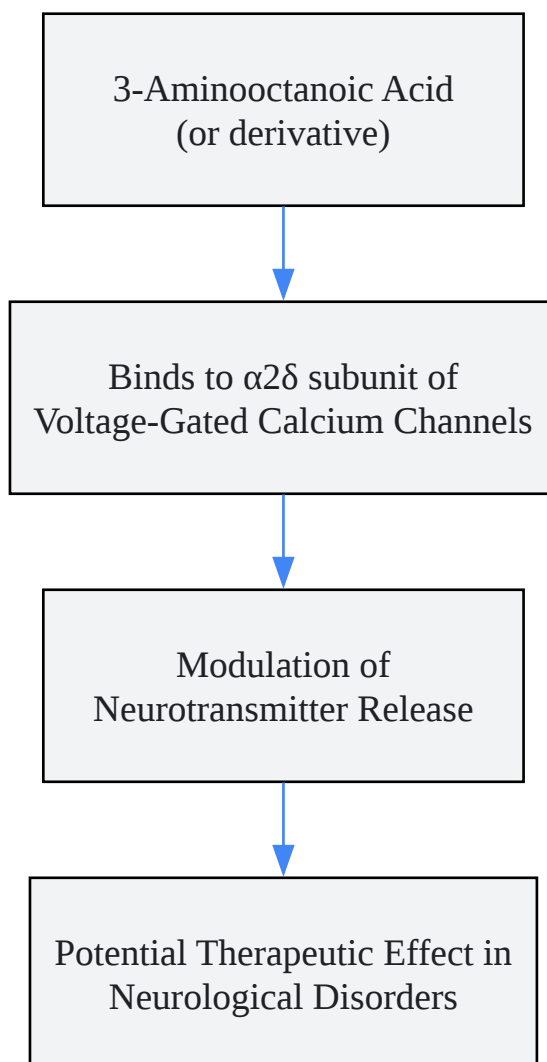 3-Aminooctanoic Acid
(or derivative)
Binds to α2δ subunit of
Voltage-Gated Calcium Channels
Modulation of
Neurotransmitter Release
Potential Therapeutic Effect in
Neurological Disorders